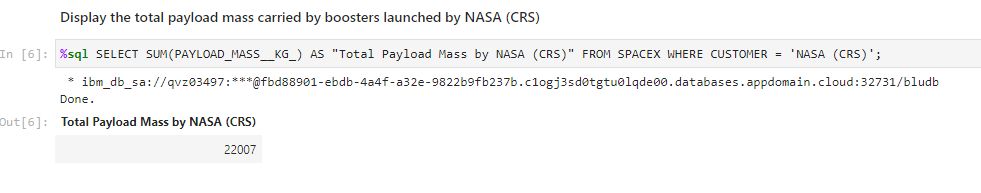 Display the total payload mass carried by boosters launched by NASA (CRS)
In [6]: %sql SELECT SUM(PAYLOAD_MASS__KG_) AS "Total Payload Mass by NASA (CRS)" FROM SPACEX WHERE CUSTOMER = 'NASA (CRS)';
* ibm_db_sa://qvz03497:***@fbd88901-ebdb-4a4f-a32e-9822b9fb237b.c1ogj3sd0tgtu0lqde00.databases.appdomain.cloud:32731/bludb
Done.
Out[6]: Total Payload Mass by NASA (CRS)
22007